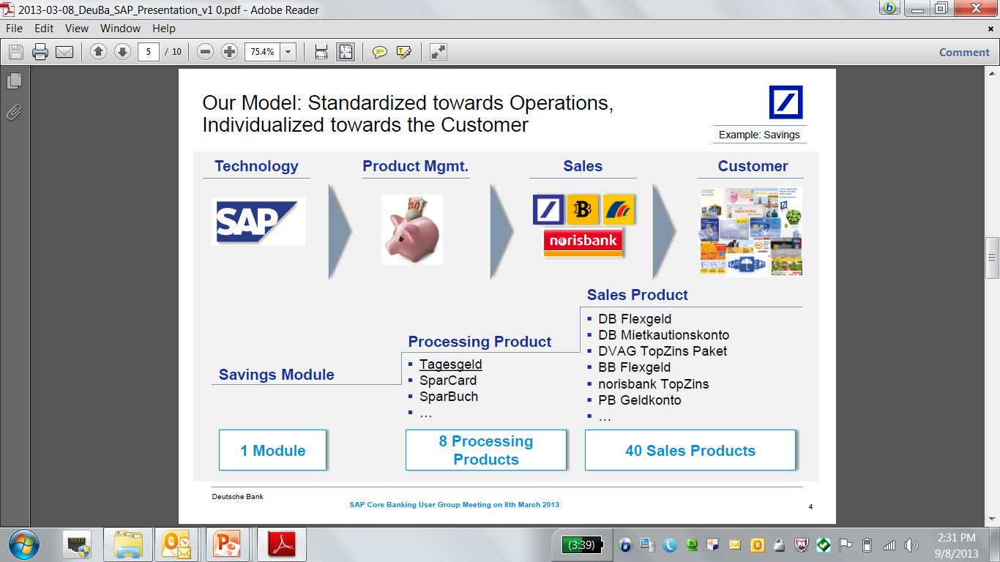 2013-03-08_DeuBa_SAP_Presentation_v1 0.pdf - Adobe Reader
File Edit View Window Help
5 / 10 75.4% Comment
Our Model: Standardized towards Operations,
Individualized towards the Customer
Example: Savings
Technology Product Mgmt. Sales Customer
SAP
norisbank
Sales Product
DB Flexgeld
DB Mietkautionskonto
DVAG TopZins Paket
BB Flexgeld
norisbank TopZins
PB Geldkonto
…
Processing Product
Tagesgeld
SparCard
SparBuch
…
Savings Module
1 Module
8 Processing
Products
40 Sales Products
Deutsche Bank
SAP Core Banking User Group Meeting on 8th March 2013
4
(3:39)
2:31 PM
9/8/2013